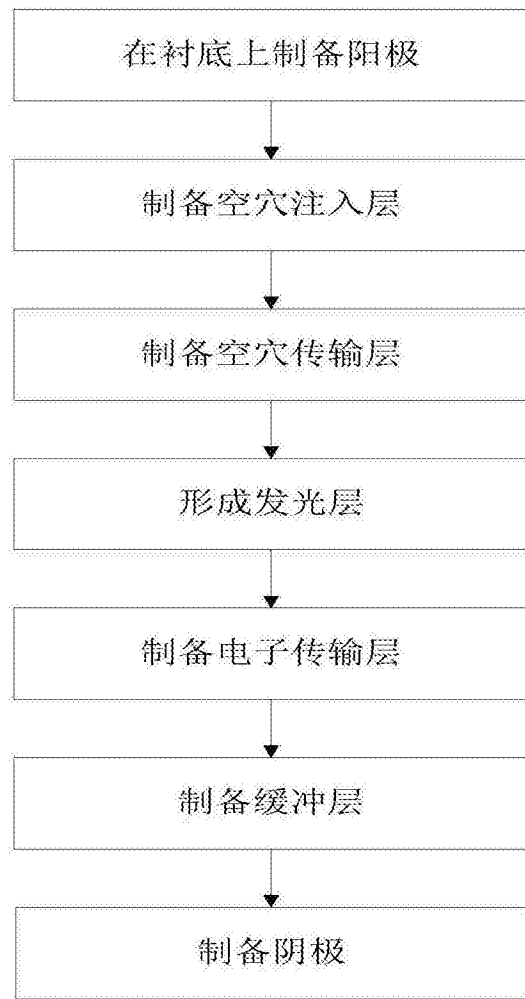 在衬底上制备阳极
制备空穴注入层
制备空穴传输层
形成发光层
制备电子传输层
制备缓冲层
制备阴极